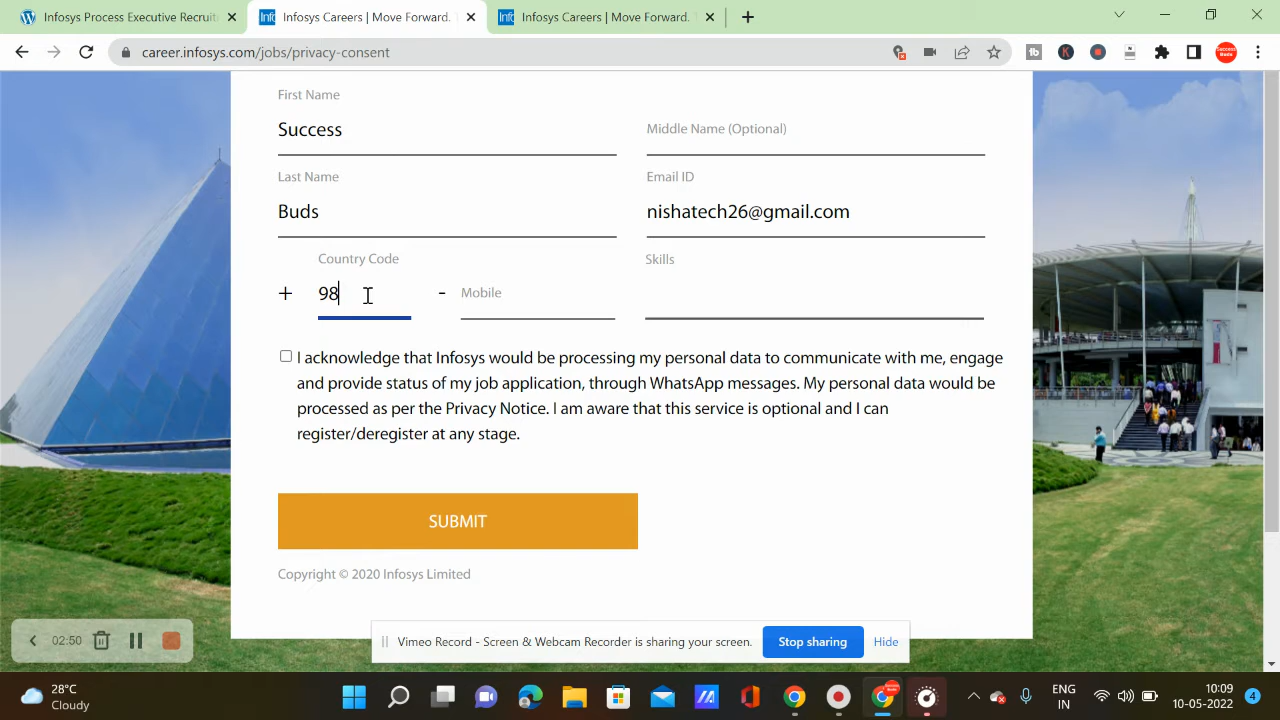 Infosys Process Executive Recruit
Infosys Careers | Move Forward. T
Infosys Careers | Move Forward. T
career.infosys.com/jobs/privacy-consent
First Name
Success
Middle Name (Optional)
Last Name
Email ID
Buds
nishatech26@gmail.com
Country Code
Skills
+ 98 - Mobile
I acknowledge that Infosys would be processing my personal data to communicate with me, engage
and provide status of my job application, through WhatsApp messages. My personal data would be
processed as per the Privacy Notice. I am aware that this service is optional and I can
register/deregister at any stage.
SUBMIT
Copyright © 2020 Infosys Limited
02:50
Vimeo Record - Screen & Webcam Recorder is sharing your screen.
Stop sharing
Hide
28°C
Cloudy
ENG
IN
10:09
10-05-2022
4